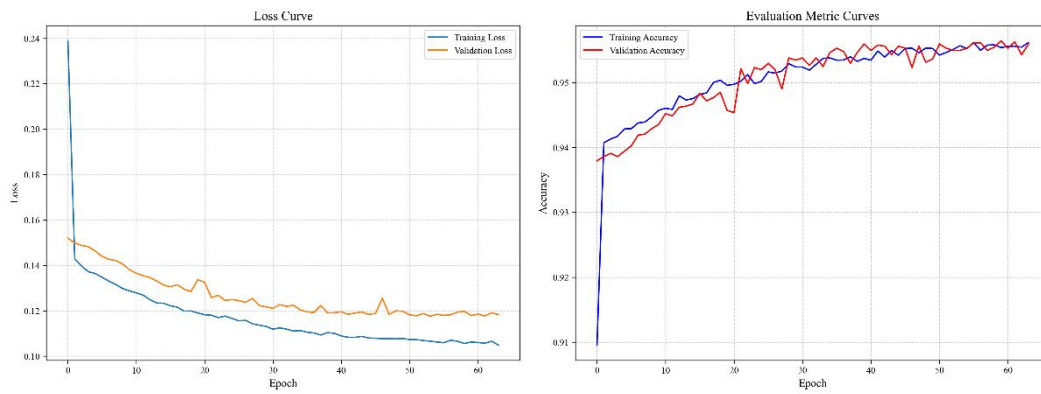 Loss Curve
Training Loss
Validation Loss
0.24
0.22
0.20
0.18
0.16
0.14
0.12
0.10
Loss
0 10 20 30 40 50 60
Epoch
Evaluation Metric Curves
Training Accuracy
Validation Accuracy
0.95
0.94
0.93
0.92
0.91
Accuracy
0 10 20 30 40 50 60
Epoch